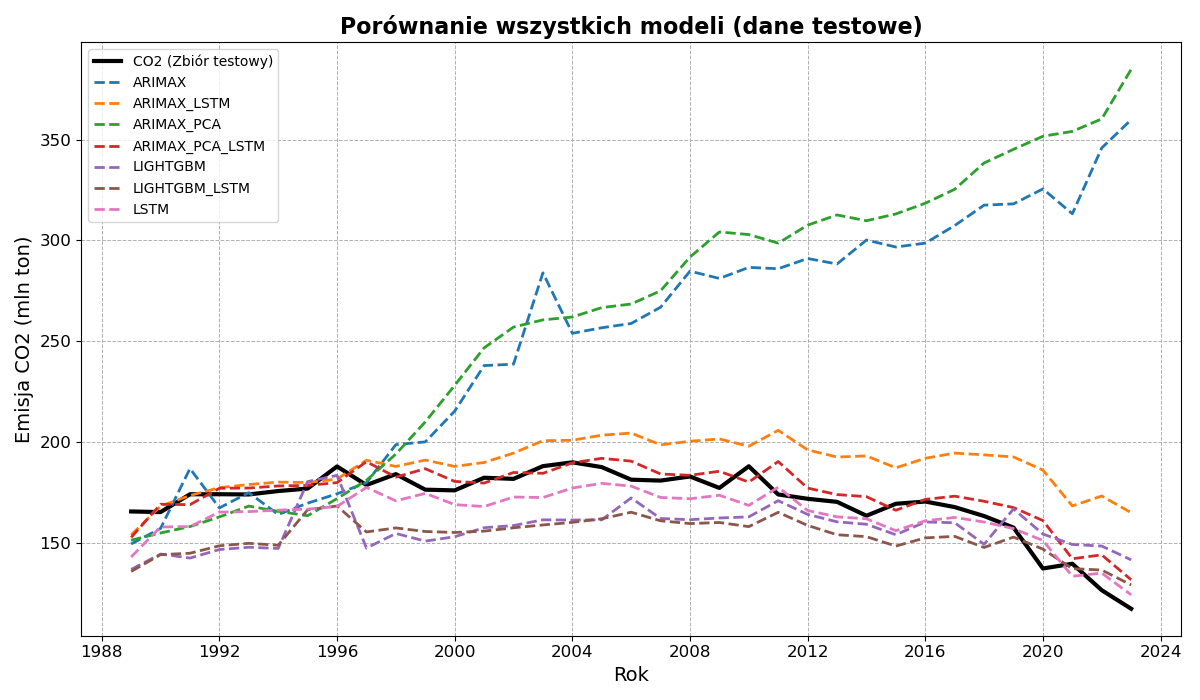 Porównanie wszystkich modeli (dane testowe)
CO2 (Zbiór testowy)
ARIMAX
ARIMAX_LSTM
ARIMAX_PCA
ARIMAX_PCA_LSTM
LIGHTGBM
LIGHTGBM_LSTM
LSTM
Emisja CO2 (mln ton)
350
300
250
200
150
1988 1992 1996 2000 2004 2008 2012 2016 2020 2024
Rok